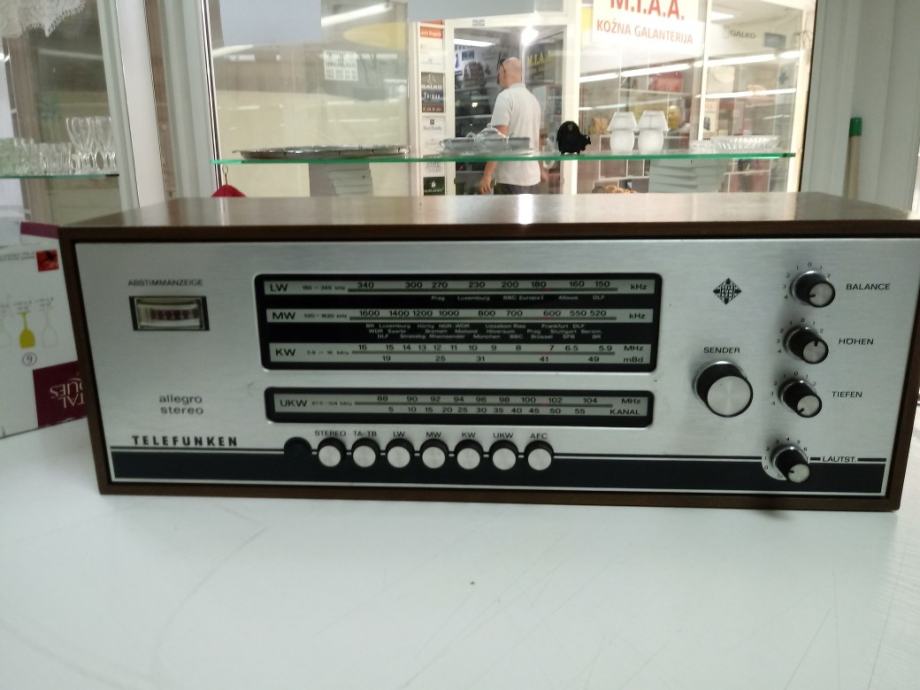 M.I.A.A.
KOŽNA GALANTERIJA
GALKO
ABSTIMMANZEIGE
LW 340 300 270 230 200 180 160 150 kHz
Prag Luxemburg BBC Europe1 Allouis DLF
MW 1600 1400 1200 1000 800 700 600 550 520 kHz
KW 16 15 14 13 12 11 10 9 8 7 6.5 5.9 MHz
19 25 31 41 49 mBd
UKW 88 90 92 94 96 98 100 102 104 MHz
5 10 15 20 25 30 35 40 45 50 55 KANAL
STEREO TA-TB LW MW KW UKW AFC
allegro
stereo
TELEFUNKEN
SENDER
BALANCE
HÖHEN
TIEFEN
LAUTST.